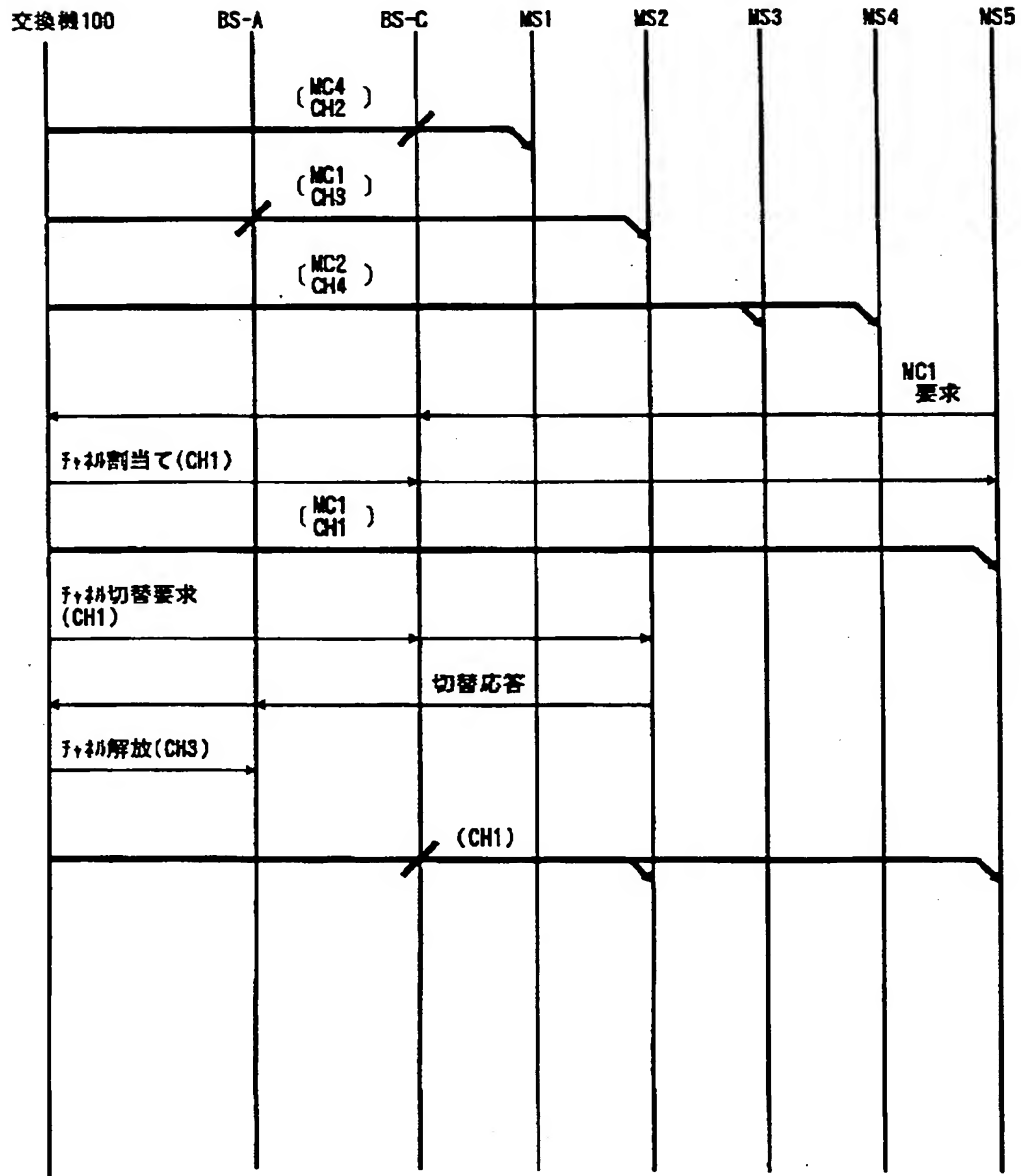 交換機100 BS-A BS-C MS1 MS2 MS3 MS4 MS5
( MC4 )
CH2
( MC1 )
CH3
( MC2 )
CH4
MC1
要求
ﾁｬﾈﾙ割当て(CH1)
( MC1 )
CH1
ﾁｬﾈﾙ切替要求
(CH1)
切替応答
ﾁｬﾈﾙ解放(CH3)
(CH1)